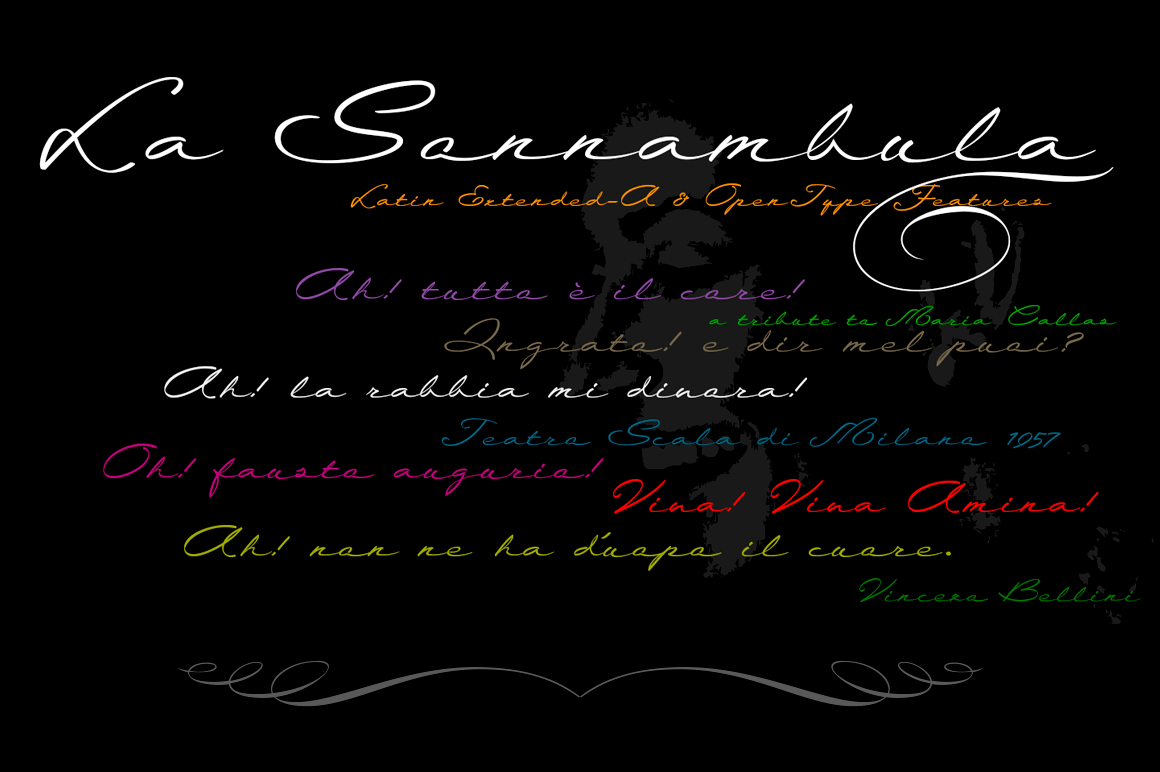 La Sonnambula
Latin Extended-A & OpenType Features
Ah! tutto è il core!
a tribute to Maria Callas
Ingrato! e dir mel puoi?
Ah! la rabbia mi divora!
Teatro Scala di Milano 1957
Oh! fausto augurio!
Viva! Viva Amina!
Ah! non ne ha d'uopo il cuore.
Vincezo Bellini